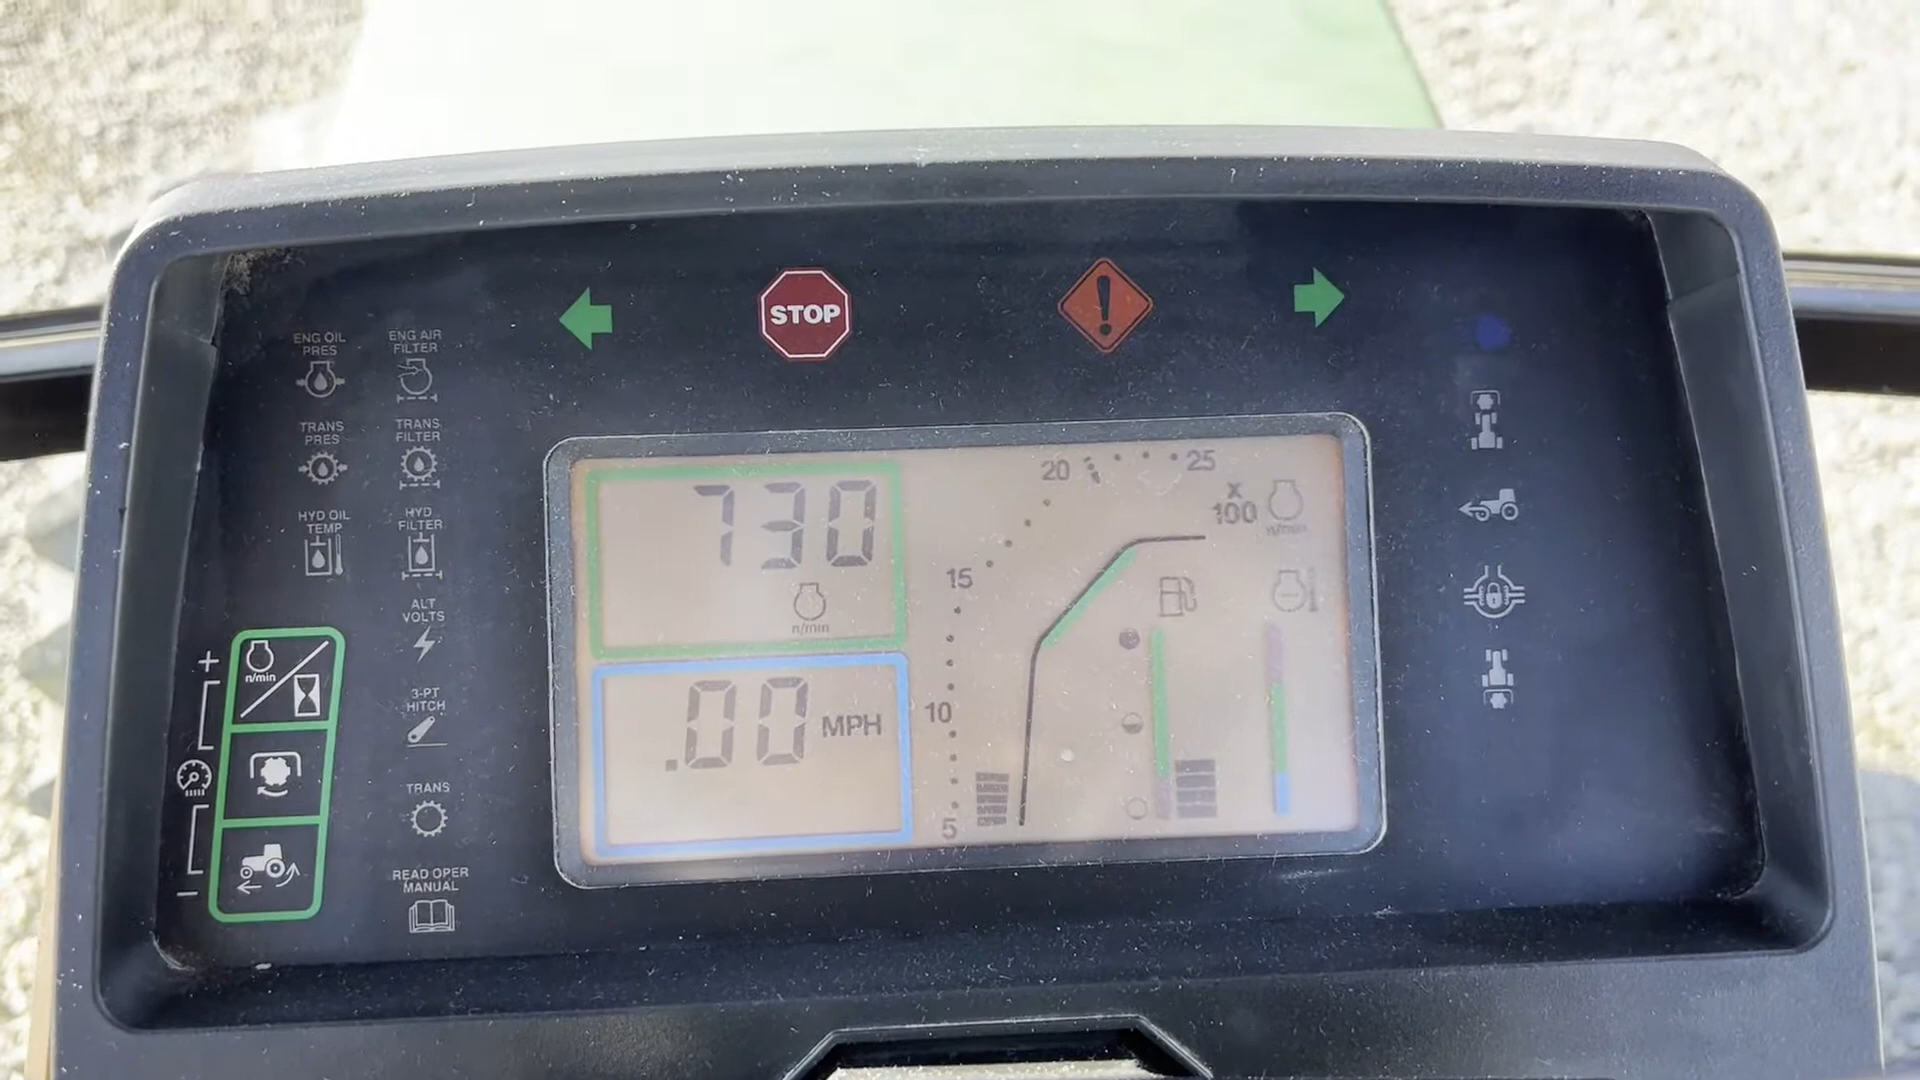 STOP
ENG OIL
PRES
ENG AIR
FILTER
TRANS
PRES
TRANS
FILTER
HYD OIL
TEMP
HYD
FILTER
ALT
VOLTS
3-PT
HITCH
TRANS
READ OPER
MANUAL
+
n/min
-
730
n/min
.00 MPH
5
10
15
20
25
X
100
n/min